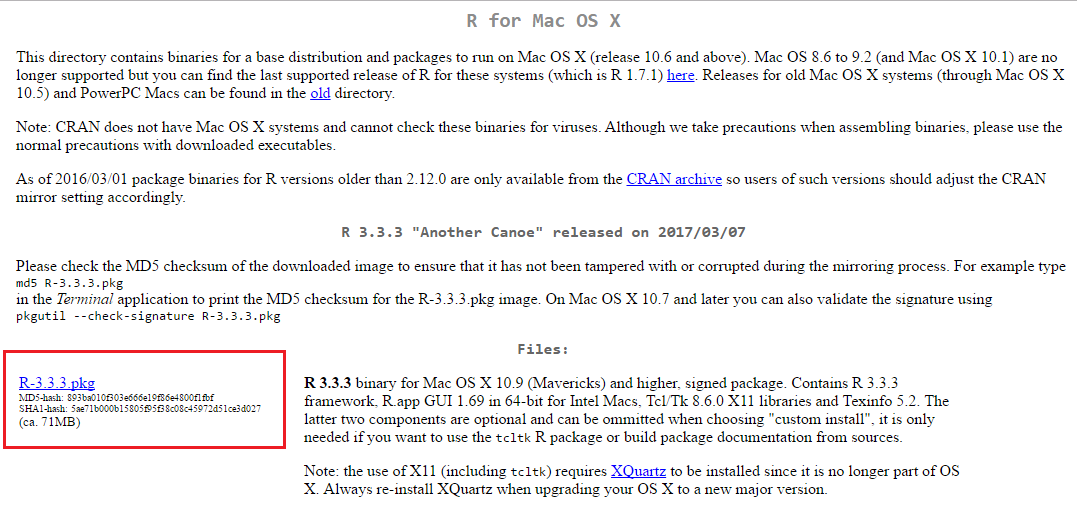 R for Mac OS X
This directory contains binaries for a base distribution and packages to run on Mac OS X (release 10.6 and above). Mac OS 8.6 to 9.2 (and Mac OS X 10.1) are no
longer supported but you can find the last supported release of R for these systems (which is R 1.7.1) here. Releases for old Mac OS X systems (through Mac OS X
10.5) and PowerPC Macs can be found in the old directory.
Note: CRAN does not have Mac OS X systems and cannot check these binaries for viruses. Although we take precautions when assembling binaries, please use the
normal precautions with downloaded executables.
As of 2016/03/01 package binaries for R versions older than 2.12.0 are only available from the CRAN archive so users of such versions should adjust the CRAN
mirror setting accordingly.
R 3.3.3 "Another Canoe" released on 2017/03/07
Please check the MD5 checksum of the downloaded image to ensure that it has not been tampered with or corrupted during the mirroring process. For example type
md5 R-3.3.3.pkg
in the Terminal application to print the MD5 checksum for the R-3.3.3.pkg image. On Mac OS X 10.7 and later you can also validate the signature using
pkgutil --check-signature R-3.3.3.pkg
Files:
R-3.3.3.pkg
MD5-hash: 893ba010f303e666e19f86e4800f1fbf
SHA1-hash: 5ae71b000b15805f95f38c08c45972d51ce3d027
(ca. 71MB)
R 3.3.3 binary for Mac OS X 10.9 (Mavericks) and higher, signed package. Contains R 3.3.3
framework, R.app GUI 1.69 in 64-bit for Intel Macs, Tcl/Tk 8.6.0 X11 libraries and Texinfo 5.2. The
latter two components are optional and can be ommitted when choosing "custom install", it is only
needed if you want to use the tcltk R package or build package documentation from sources.
Note: the use of X11 (including tcltk) requires XQuartz to be installed since it is no longer part of OS
X. Always re-install XQuartz when upgrading your OS X to a new major version.